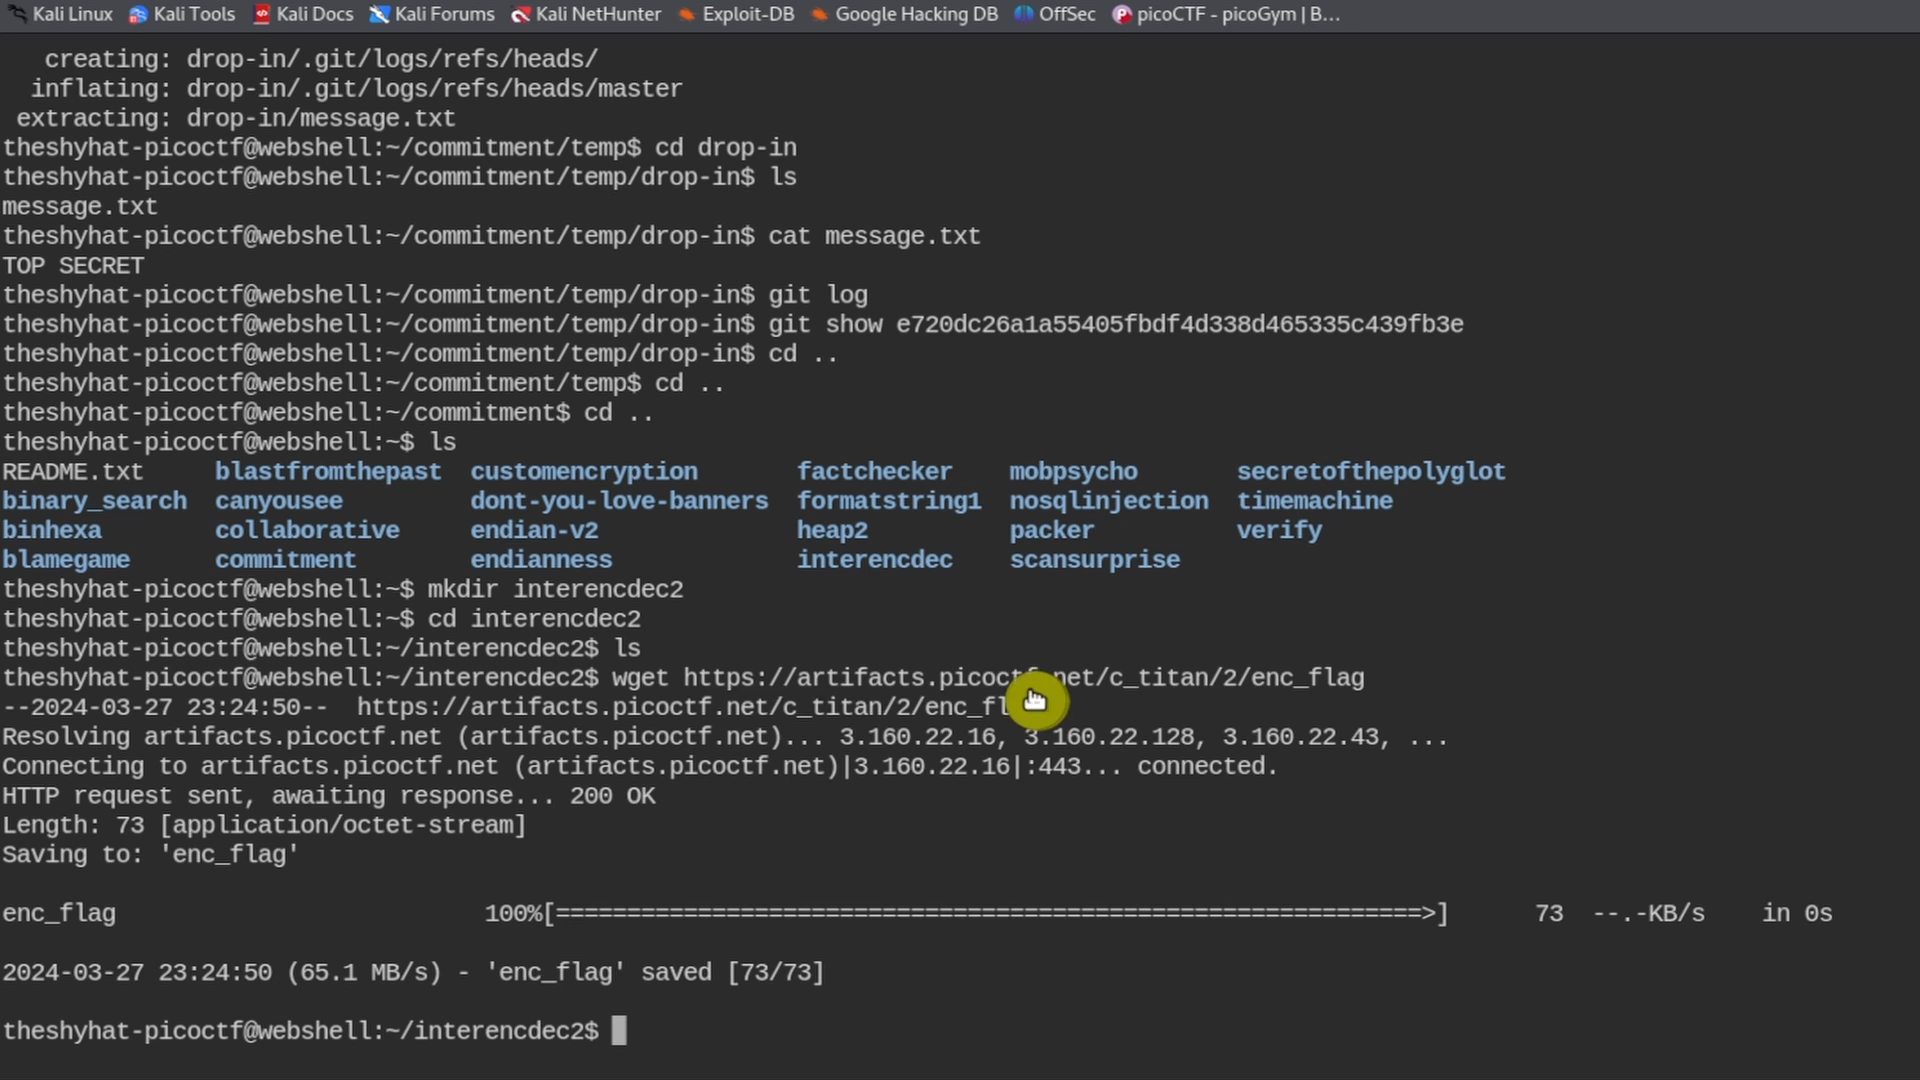 Kali Linux Kali Tools Kali Docs Kali Forums Kali NetHunter Exploit-DB Google Hacking DB OffSec picoCTF - picoGym | B...
creating: drop-in/.git/logs/refs/heads/
inflating: drop-in/.git/logs/refs/heads/master
extracting: drop-in/message.txt
theshyhat-picoctf@webshell:~/commitment/temp$ cd drop-in
theshyhat-picoctf@webshell:~/commitment/temp/drop-in$ ls
message.txt
theshyhat-picoctf@webshell:~/commitment/temp/drop-in$ cat message.txt
TOP SECRET
theshyhat-picoctf@webshell:~/commitment/temp/drop-in$ git log
theshyhat-picoctf@webshell:~/commitment/temp/drop-in$ git show e720dc26a1a55405fbdf4d338d465335c439fb3e
theshyhat-picoctf@webshell:~/commitment/temp/drop-in$ cd ..
theshyhat-picoctf@webshell:~/commitment/temp$ cd ..
theshyhat-picoctf@webshell:~/commitment$ cd ..
theshyhat-picoctf@webshell:~$ ls
README.txt blastfromthepast customencryption factchecker mobpsycho secretofthepolyglot
binary_search canyousee dont-you-love-banners formatstring1 nosqlinjection timemachine
binhexa collaborative endian-v2 heap2 packer verify
blamegame commitment endianness interencdec scansurprise
theshyhat-picoctf@webshell:~$ mkdir interencdec2
theshyhat-picoctf@webshell:~$ cd interencdec2
theshyhat-picoctf@webshell:~/interencdec2$ ls
theshyhat-picoctf@webshell:~/interencdec2$ wget https://artifacts.picoctf.net/c_titan/2/enc_flag
--2024-03-27 23:24:50-- https://artifacts.picoctf.net/c_titan/2/enc_fl
Resolving artifacts.picoctf.net (artifacts.picoctf.net)... 3.160.22.16, 3.160.22.128, 3.160.22.43, ...
Connecting to artifacts.picoctf.net (artifacts.picoctf.net)|3.160.22.16|:443... connected.
HTTP request sent, awaiting response... 200 OK
Length: 73 [application/octet-stream]
Saving to: 'enc_flag'
enc_flag 100%[=============================================================>] 73 --.-KB/s in 0s
2024-03-27 23:24:50 (65.1 MB/s) - 'enc_flag' saved [73/73]
theshyhat-picoctf@webshell:~/interencdec2$